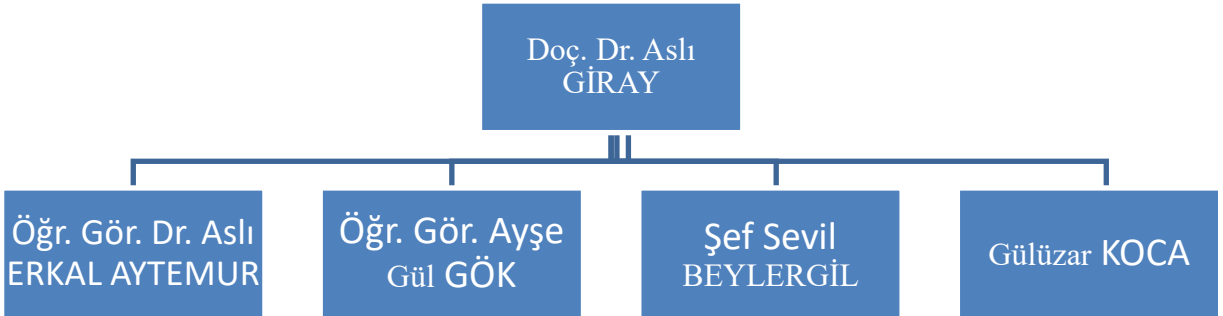 Doç. Dr. Aslı
GİRAY
Öğr. Gör. Dr. Aslı
ERKAL AYTEMUR
Öğr. Gör. Ayşe
Gül GÖK
Şef Sevil
BEYLERGİL
Gülüzar KOCA